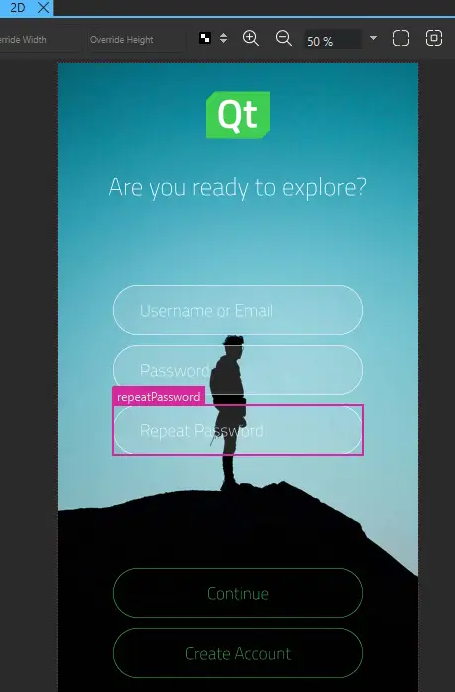 2D
erride Width
Override Height
50 %
Qt
Are you ready to explore?
Username or Email
Password
repeatPassword
Repeat Password
Continue
Create Account